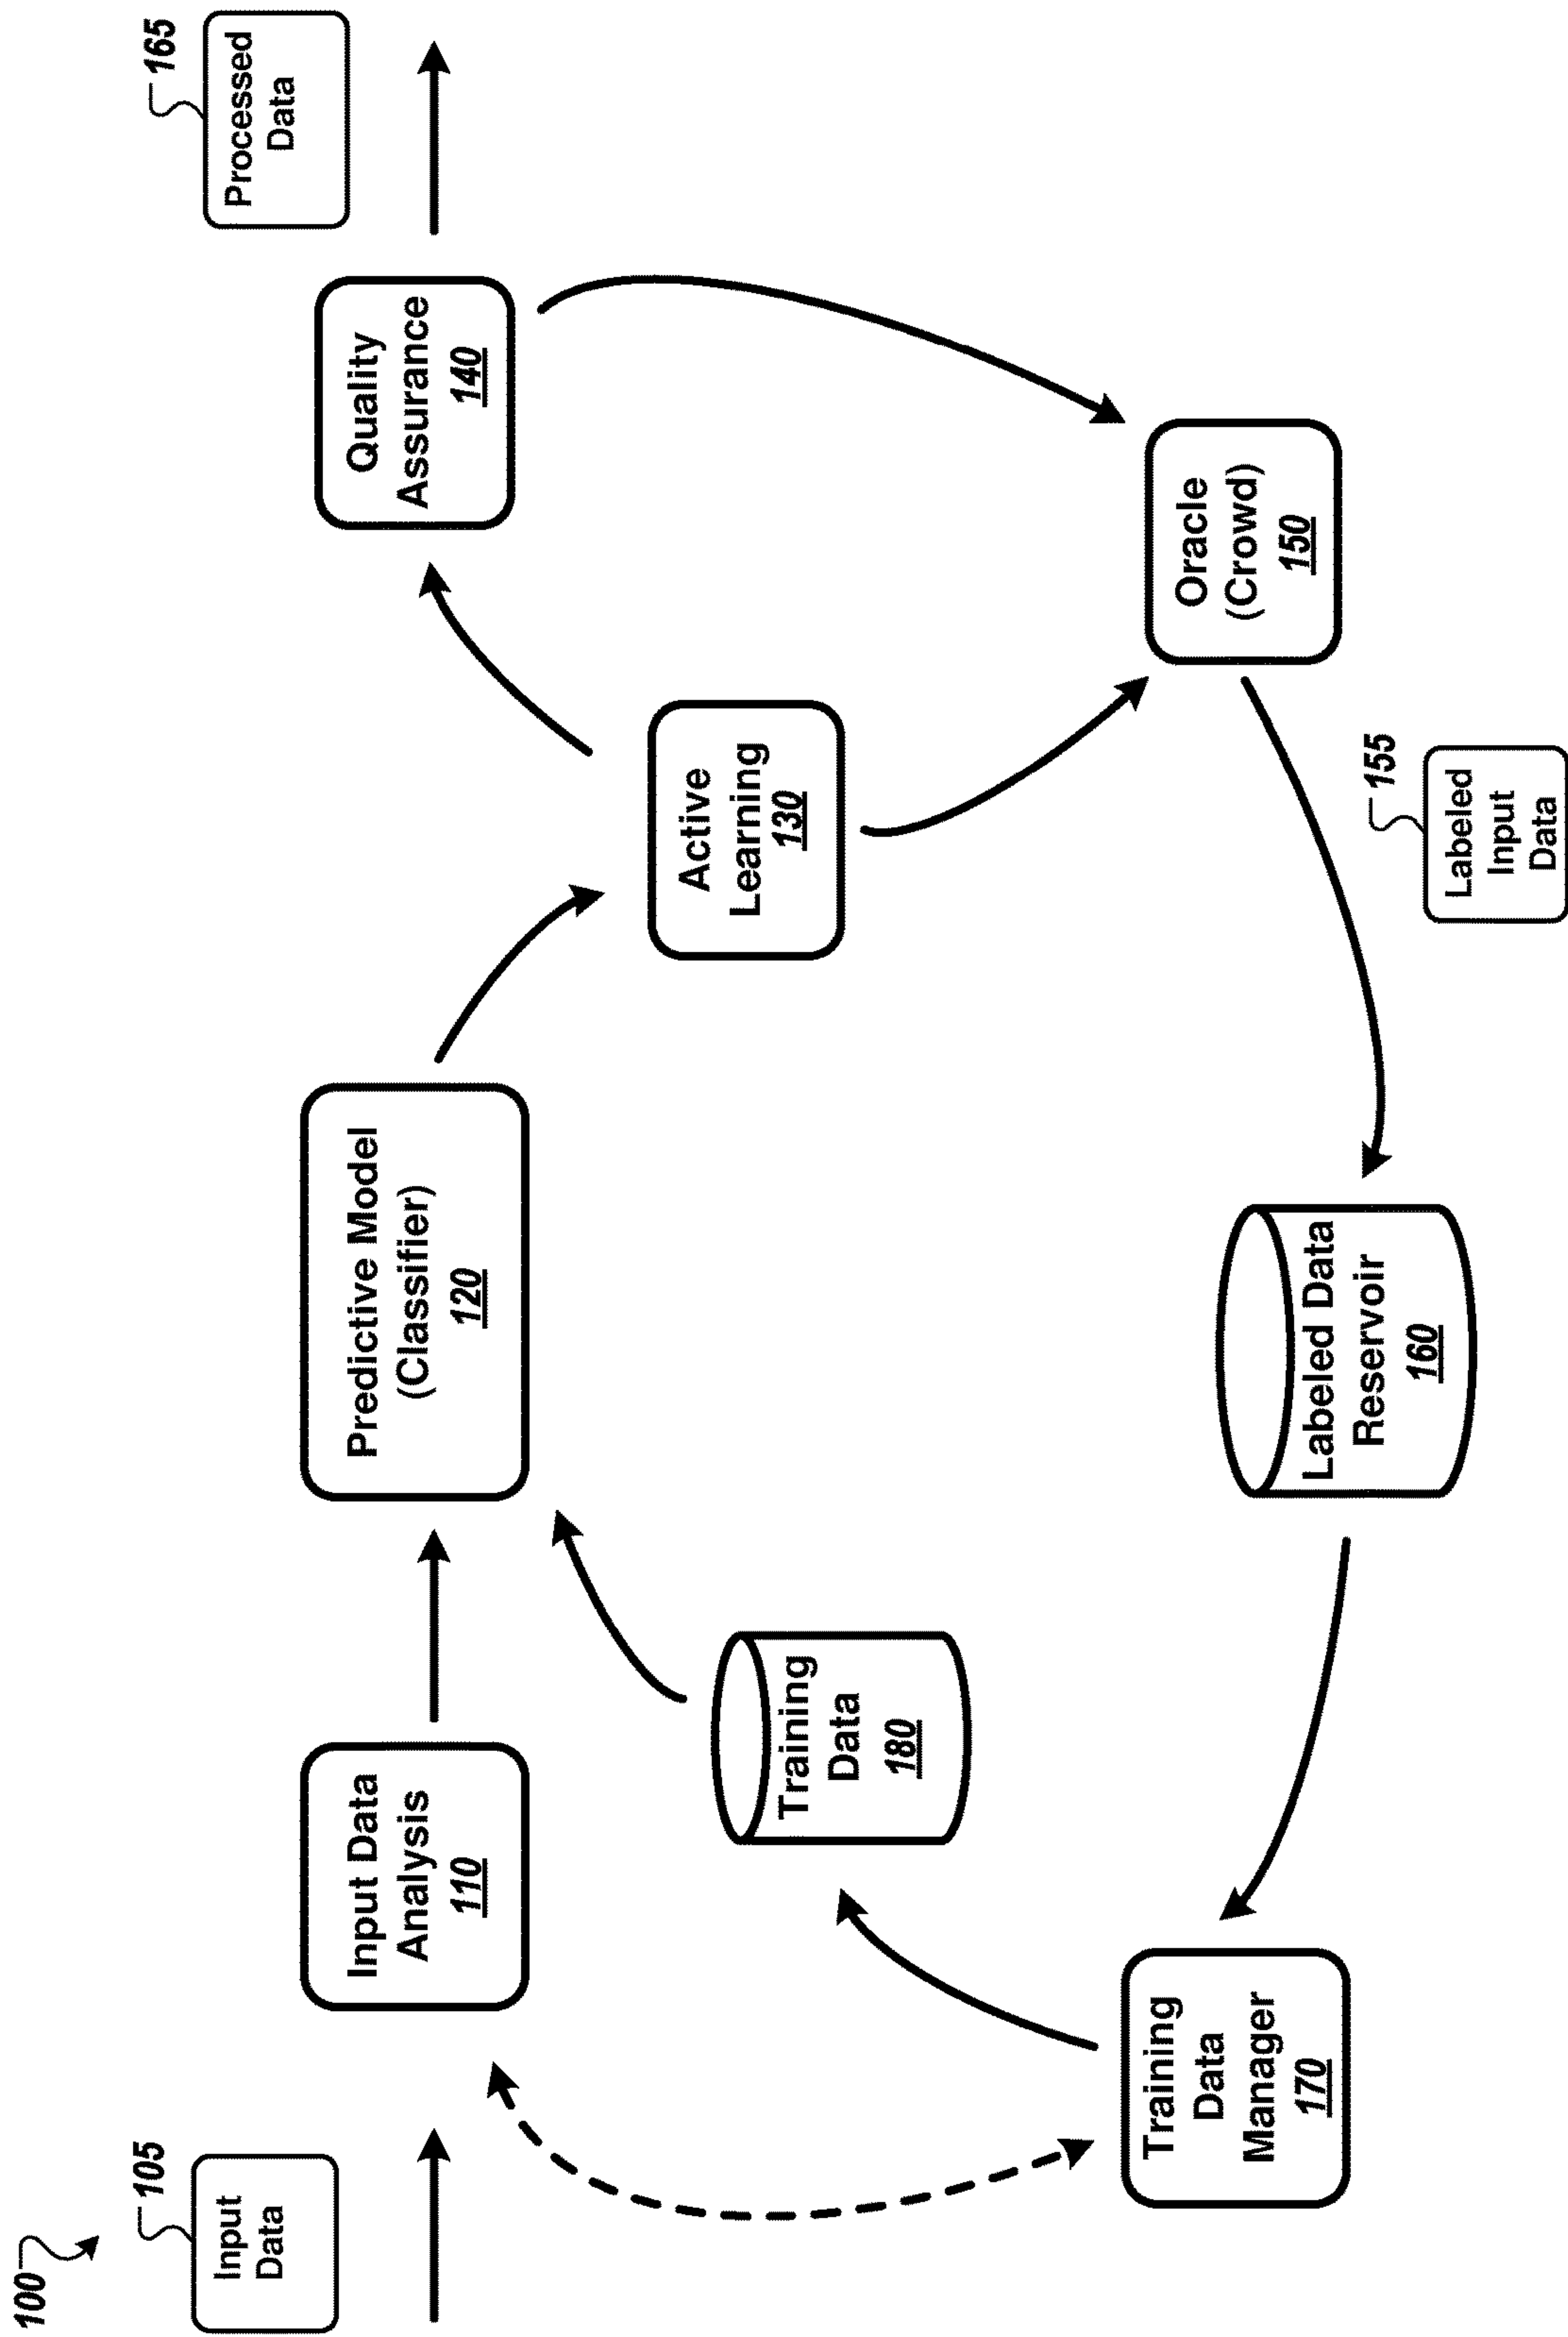 100
105
Input
Data
Input Data
Analysis
110
Predictive Model
(Classifier)
120
Active
Learning
130
Quality
Assurance
140
165
Processed
Data
Oracle
(Crowd)
150
155
Labeled
Input
Data
Labeled Data
Reservoir
160
Training
Data
Manager
170
Training
Data
180